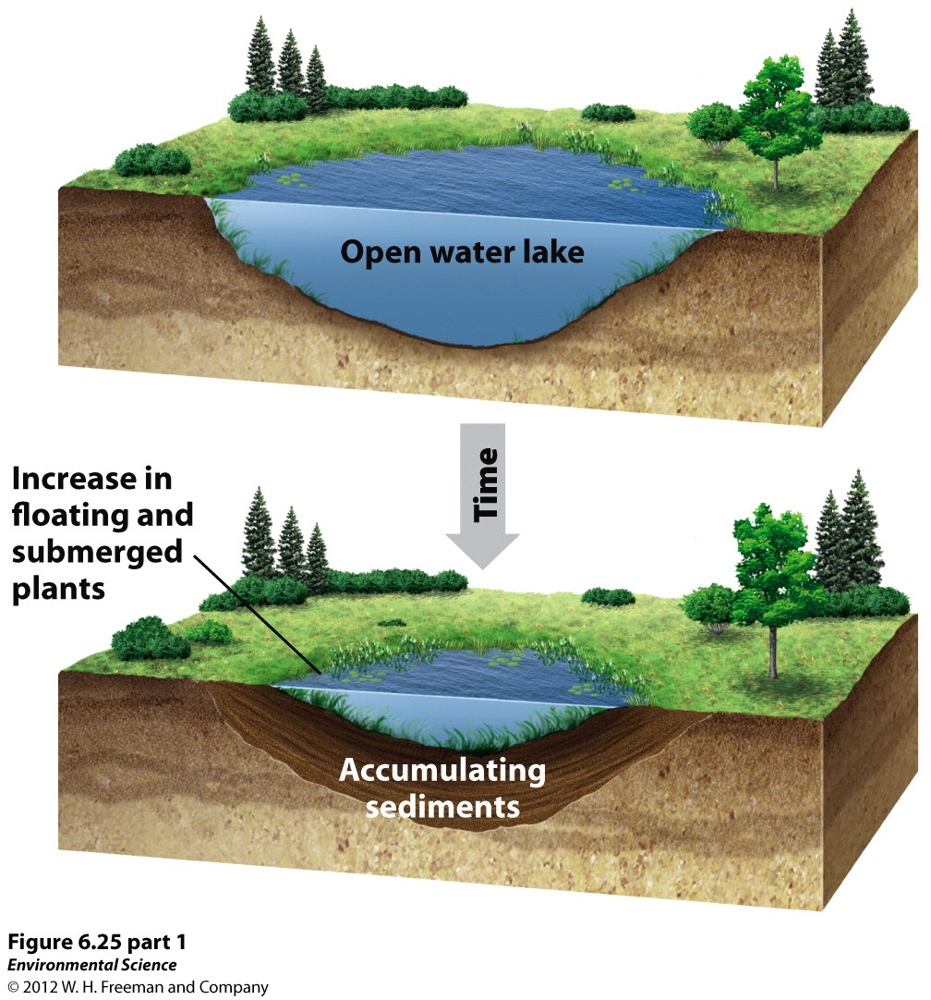 Open water lake
Time
Increase in
floating and
submerged
plants
Accumulating
sediments
Figure 6.25 part 1
Environmental Science
© 2012 W. H. Freeman and Company